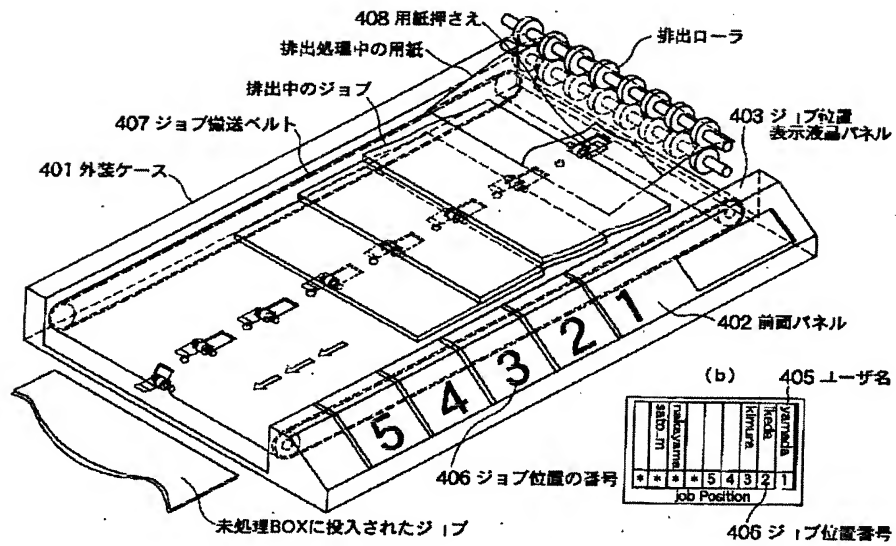 408 用紙押さえ
排出処理中の用紙
排出ローラ
排出中のジョブ
407 ジョブ搬送ベルト
403 ジョブ位置
表示液晶パネル
401 外装ケース
402 前面パネル
1
2
3
4
5
(b)
405 ユーザ名
yamada
ikeda
kimura
nakayama
sato_m
* * * * 5 4 3 2 1
job Position
406 ジョブ位置の番号
406 ジョブ位置番号
未処理BOXに投入されたジョブ